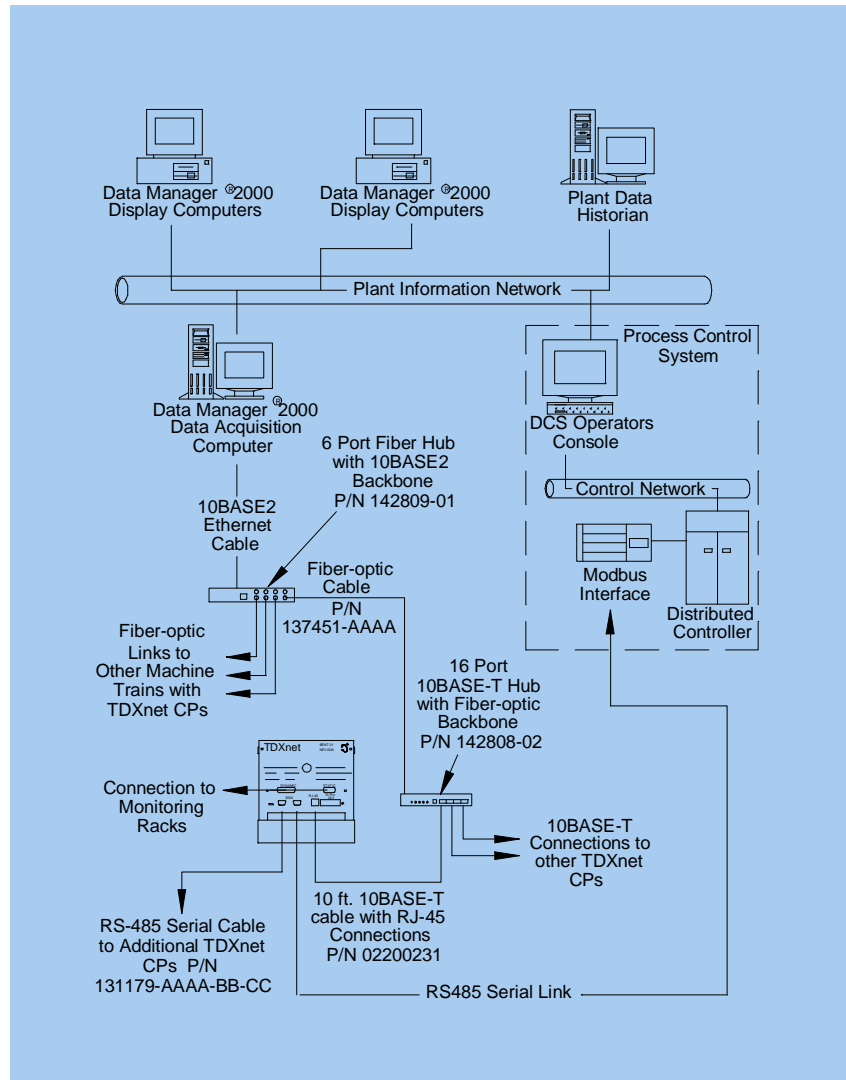 Data Manager ®2000
Display Computers
Data Manager ®2000
Display Computers
Plant Data
Historian
Plant Information Network
Process Control
System
Data Manager ®2000
Data Acquisition
Computer
DCS Operators
Console
6 Port Fiber Hub
with 10BASE2
Backbone
P/N 142809-01
Control Network
10BASE2
Ethernet
Cable
Fiber-optic
Cable
P/N
137451-AAAA
Modbus
Interface
Distributed
Controller
Fiber-optic
Links to
Other Machine
Trains with
TDXnet CPs
16 Port
10BASE-T Hub
with Fiber-optic
Backbone
P/N 142808-02
TDXnet
BENTLY
NEVADA
Connection to
Monitoring
Racks
RJ-45
10BASE-T
Connections to
other TDXnet
CPs
10 ft. 10BASE-T
cable with RJ-45
Connections
P/N 02200231
RS-485 Serial Cable
to Additional TDXnet
CPs P/N
131179-AAAA-BB-CC
RS485 Serial Link